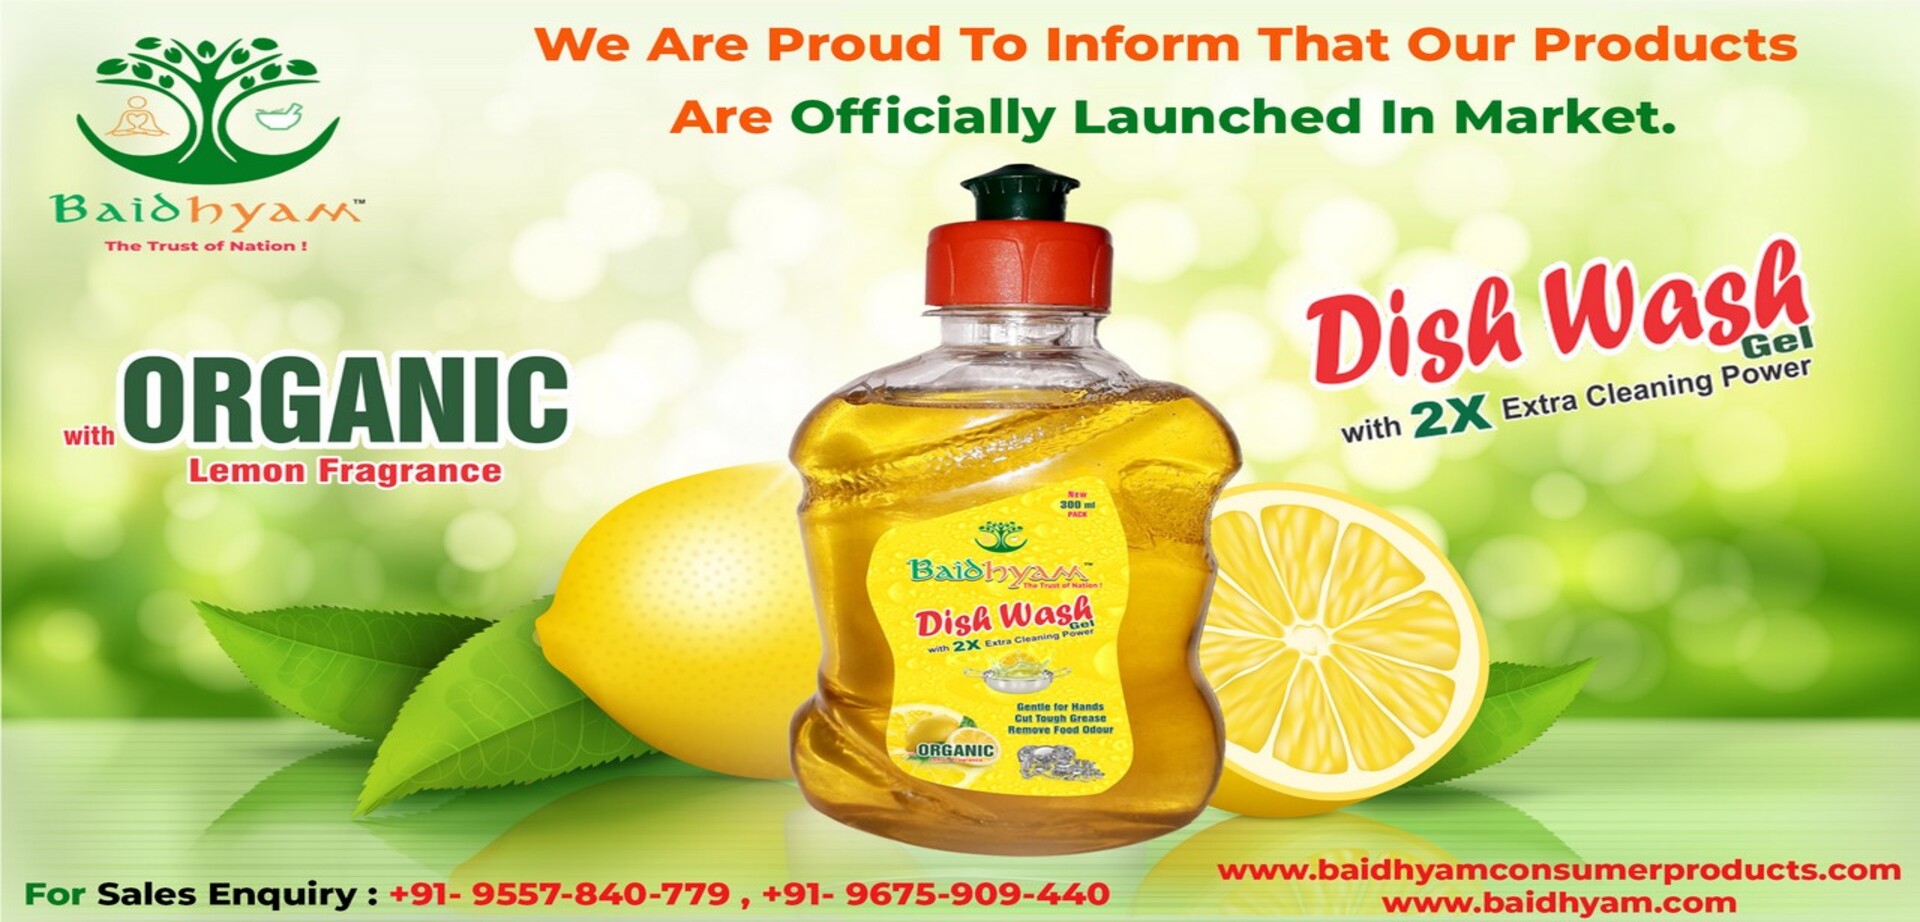 We Are Proud To Inform That Our Products
Are Officially Launched In Market.
Baidhyam™
The Trust of Nation !
with ORGANIC
Lemon Fragrance
Dish Wash
Gel
with 2X Extra Cleaning Power
New
300 ml
PACK
Baidhyam™
The Trust of Nation !
Dish Wash
Gel
with 2X Extra Cleaning Power
Gentle for Hands
Cut Tough Grease
Remove Food Odour
ORGANIC
For Sales Enquiry : +91- 9557-840-779 , +91- 9675-909-440
www.baidhyamconsumerproducts.com
www.baidhyam.com